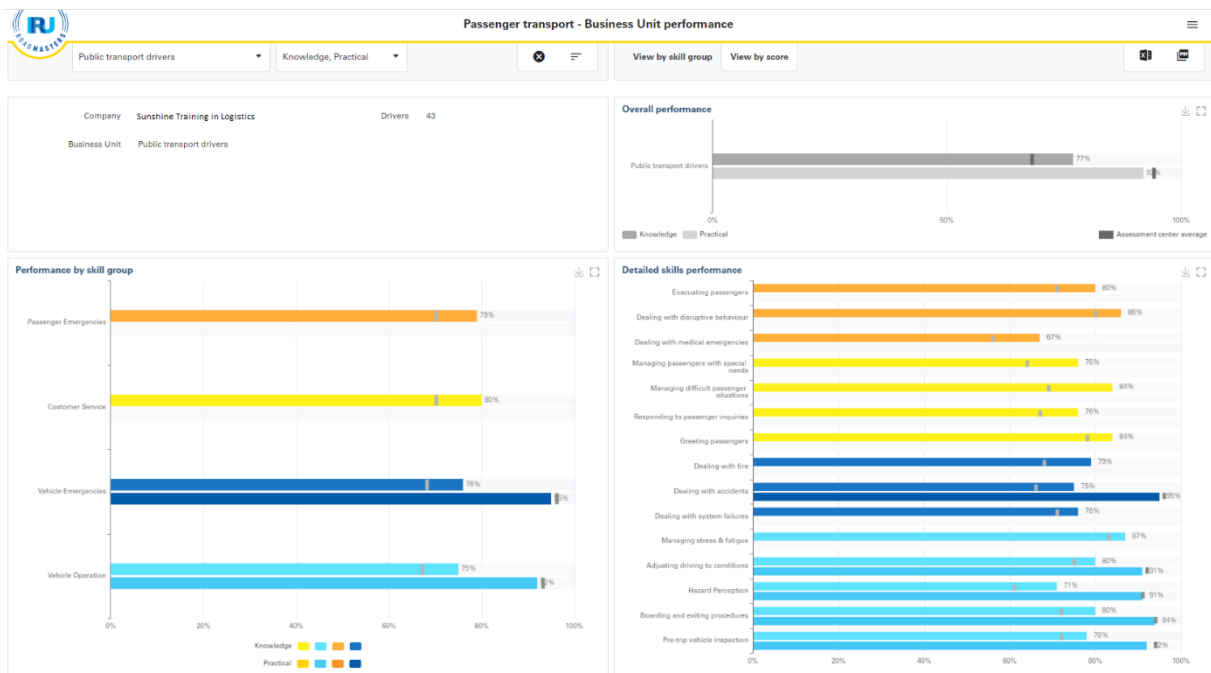 IRU
ROADMASTERS
Passenger transport - Business Unit performance
Public transport drivers
Knowledge, Practical
View by skill group
View by score
Company Sunshine Training in Logistics
Drivers 43
Business Unit Public transport drivers
Overall performance
Public transport drivers
77%
0% 50% 100%
Knowledge Practical
Assessment center average
Performance by skill group
Passenger Emergencies
79%
Customer Service
80%
Vehicle Emergencies
76%
Vehicle Operation
75%
0% 20% 40% 60% 80% 100%
Knowledge
Practical
Detailed skills performance
Evacuating passengers
80%
Dealing with disruptive behaviour
86%
Dealing with medical emergencies
67%
Managing passengers with special
needs
76%
Managing difficult passenger
situations
84%
Responding to passenger inquiries
76%
Greeting passengers
84%
Dealing with fire
79%
Dealing with accidents
75%
95%
Dealing with system failures
76%
Managing stress & fatigue
87%
Adjusting driving to conditions
80%
91%
Hazard Perception
71%
91%
Boarding and exiting procedures
80%
94%
Pre-trip vehicle inspection
78%
0% 20% 40% 60% 80% 100%